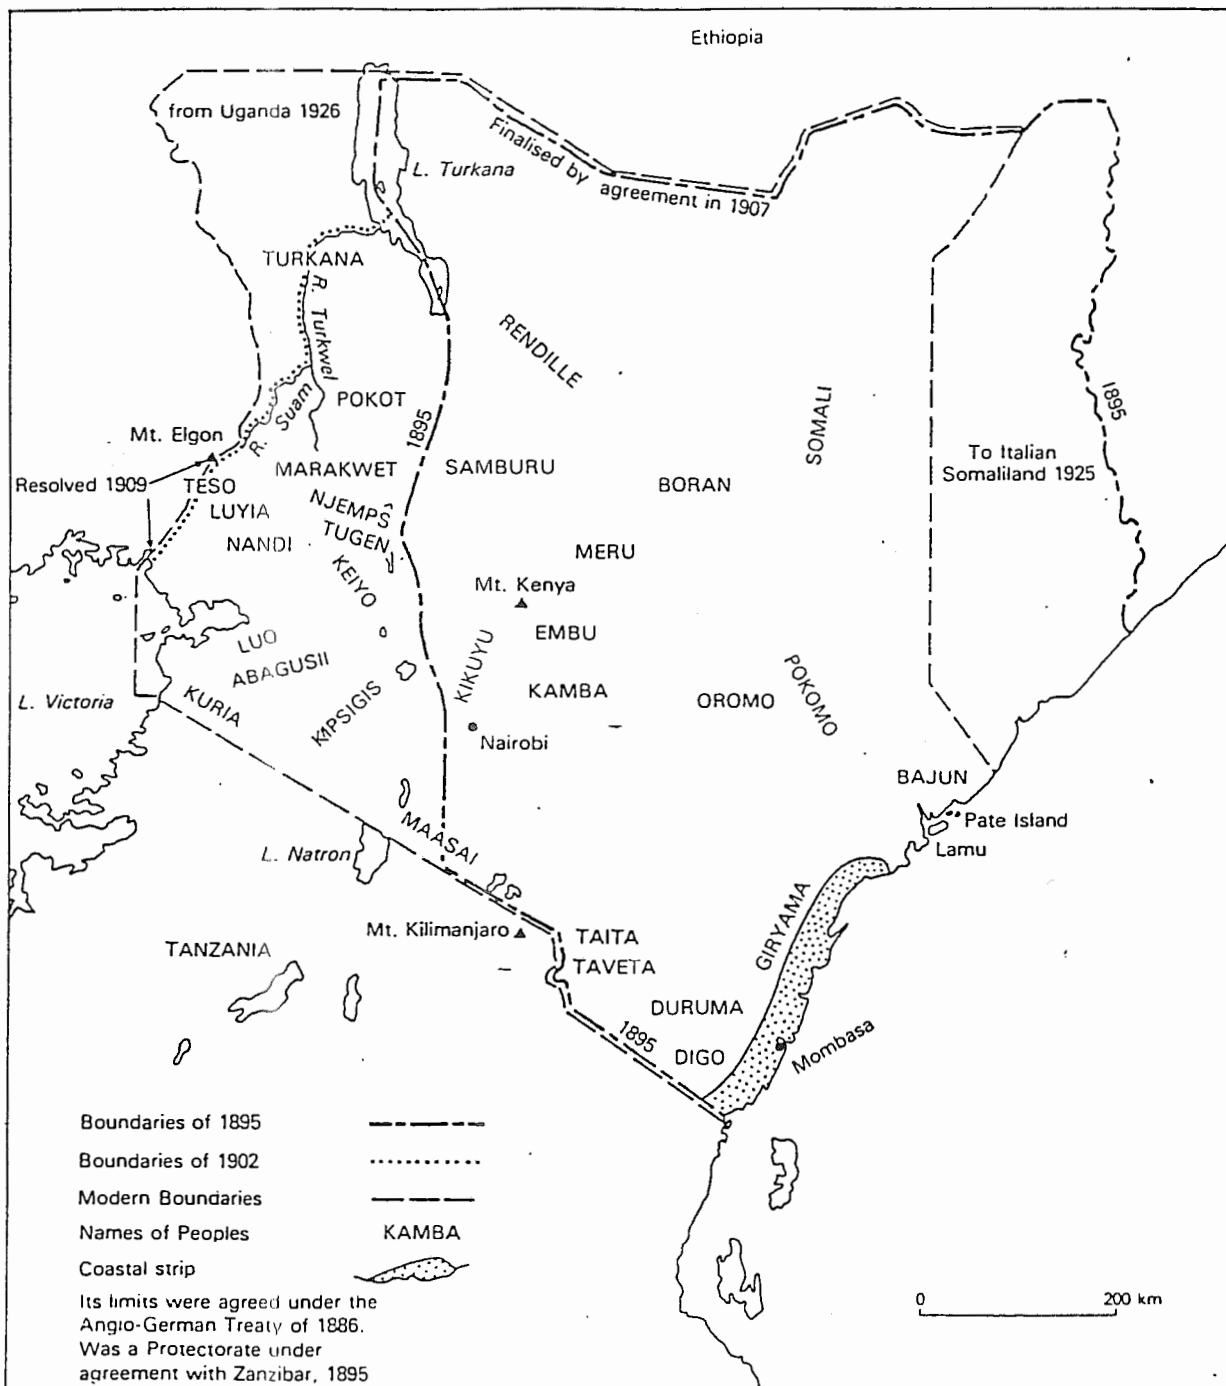 Ethiopia
from Uganda 1926
Finalised by agreement in 1907
L. Turkana
TURKANA
R. Turkwel
RENDILLE
1895
R. Suam
POKOT
1895
SOMALI
Mt. Elgon
MARAKWET
SAMBURU
BORAN
To Italian
Somaliland 1925
Resolved 1909
TESO
LUYIA
NJEMPS
NANDI
TUGEN
MERU
KEIYO
Mt. Kenya
EMBU
LUO
ABAGUSII
KIKUYU
POKOMO
KAMBA
OROMO
L. Victoria
KURIA
KIPSIGIS
Nairobi
BAJUN
MAASAI
Pate Island
Lamu
L. Natron
GIRYAMA
Mt. Kilimanjaro
TAITA
TANZANIA
TAVETA
DURUMA
1895
DIGO
Mombasa
Boundaries of 1895
Boundaries of 1902
Modern Boundaries
Names of Peoples KAMBA
Coastal strip
Its limits were agreed under the
Anglo-German Treaty of 1886.
Was a Protectorate under
agreement with Zanzibar, 1895
0 200 km